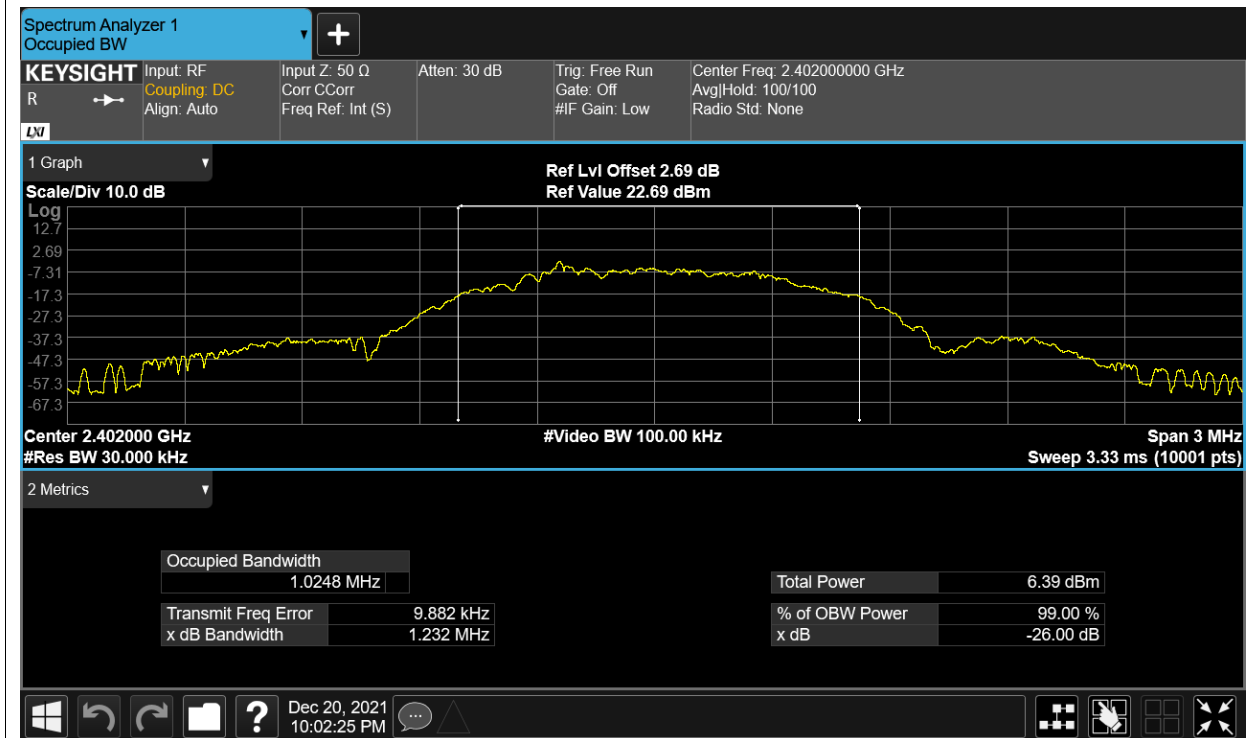 Spectrum Analyzer 1
Occupied BW
+
KEYSIGHT Input: RF Input Z: 50 Ω Atten: 30 dB Trig: Free Run Center Freq: 2.402000000 GHz
R Coupling: DC Corr CCorr Gate: Off Avg|Hold: 100/100
Align: Auto Freq Ref: Int (S) #IF Gain: Low Radio Std: None
LXI
1 Graph
Ref Lvl Offset 2.69 dB
Scale/Div 10.0 dB Ref Value 22.69 dBm
Log
12.7
2.69
-7.31
-17.3
-27.3
-37.3
-47.3
-57.3
-67.3
Center 2.402000 GHz #Video BW 100.00 kHz Span 3 MHz
#Res BW 30.000 kHz Sweep 3.33 ms (10001 pts)
2 Metrics
Occupied Bandwidth
1.0248 MHz Total Power 6.39 dBm
Transmit Freq Error 9.882 kHz % of OBW Power 99.00 %
x dB Bandwidth 1.232 MHz x dB -26.00 dB
? Dec 20, 2021
10:02:25 PM